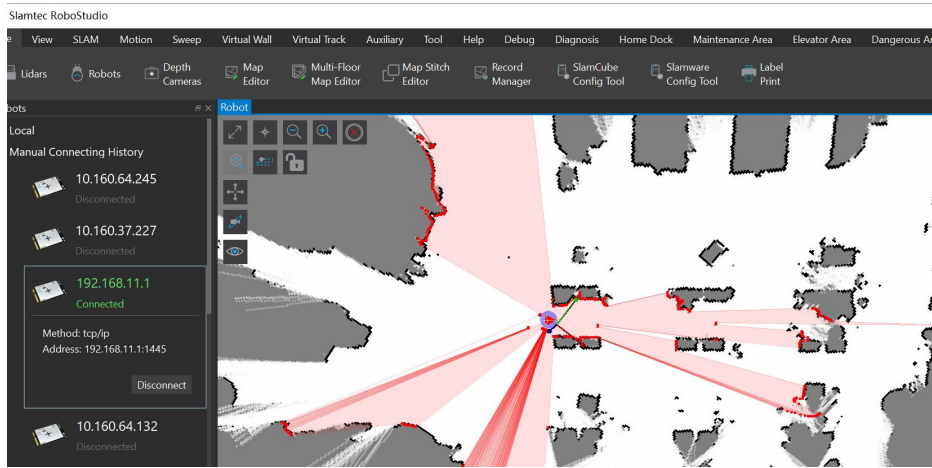 Slamtec RoboStudio
e View SLAM Motion Sweep Virtual Wall Virtual Track Auxiliary Tool Help Debug Diagnosis Home Dock Maintenance Area Elevator Area Dangerous Ar
Lidars Robots Depth Cameras Map Editor Multi-Floor Map Editor Map Stitch Editor Record Manager SlamCube Config Tool Slamware Config Tool Label Print
bots
Robot
Local
Manual Connecting History
10.160.64.245
Disconnected
10.160.37.227
Disconnected
192.168.11.1
Connected
Method: tcp/ip
Address: 192.168.11.1:1445
Disconnect
10.160.64.132
Disconnected